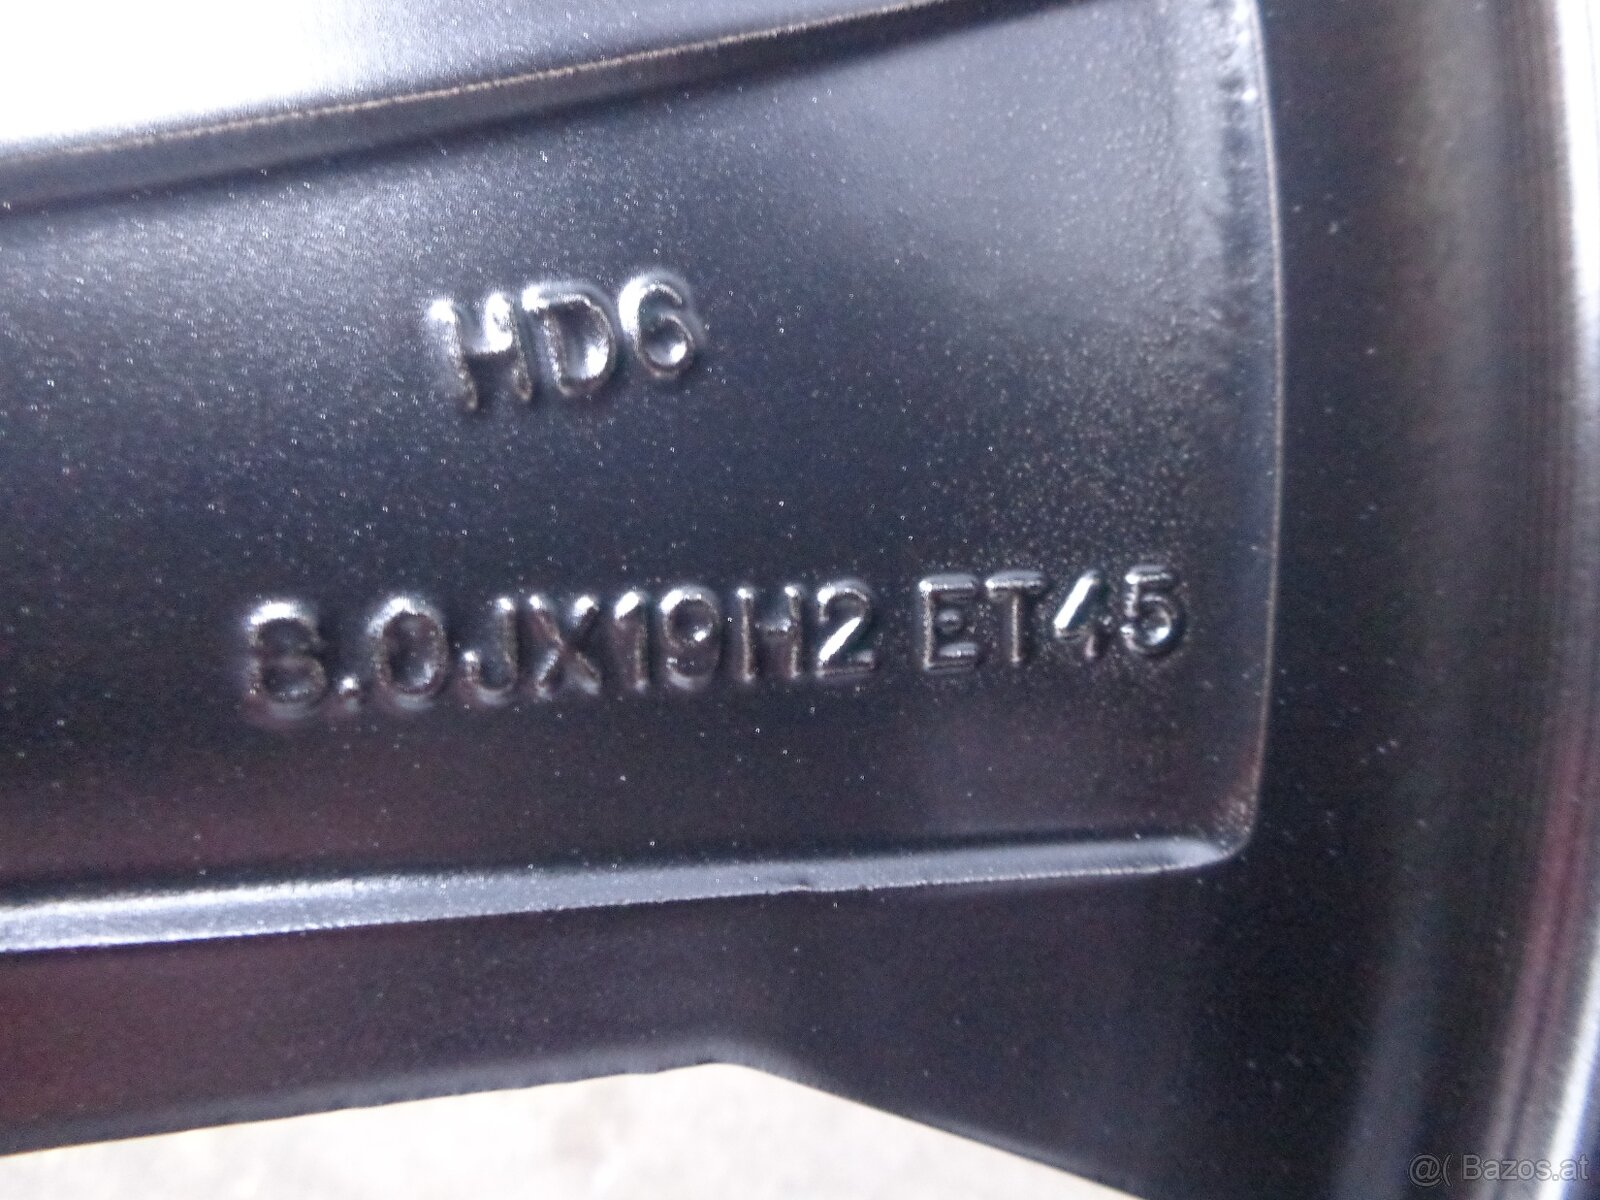 HD6
8.0JX19H2 ET45
@( Bazos.at